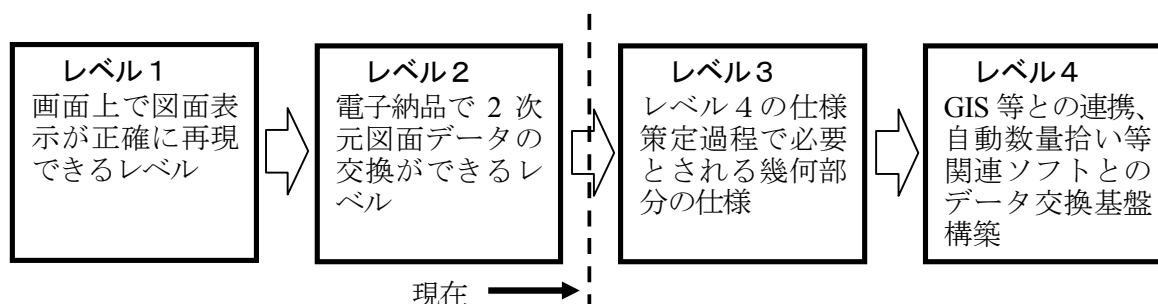 レベル１
画面上で図面表
示が正確に再現
できるレベル
レベル２
電子納品で 2 次
元図面データの
交換ができるレ
ベル
レベル３
レベル 4 の仕様
策定過程で必要
とされる幾何部
分の仕様
レベル４
GIS 等との連携、
自動数量拾い等
関連ソフトとの
データ交換基盤
構築
現在